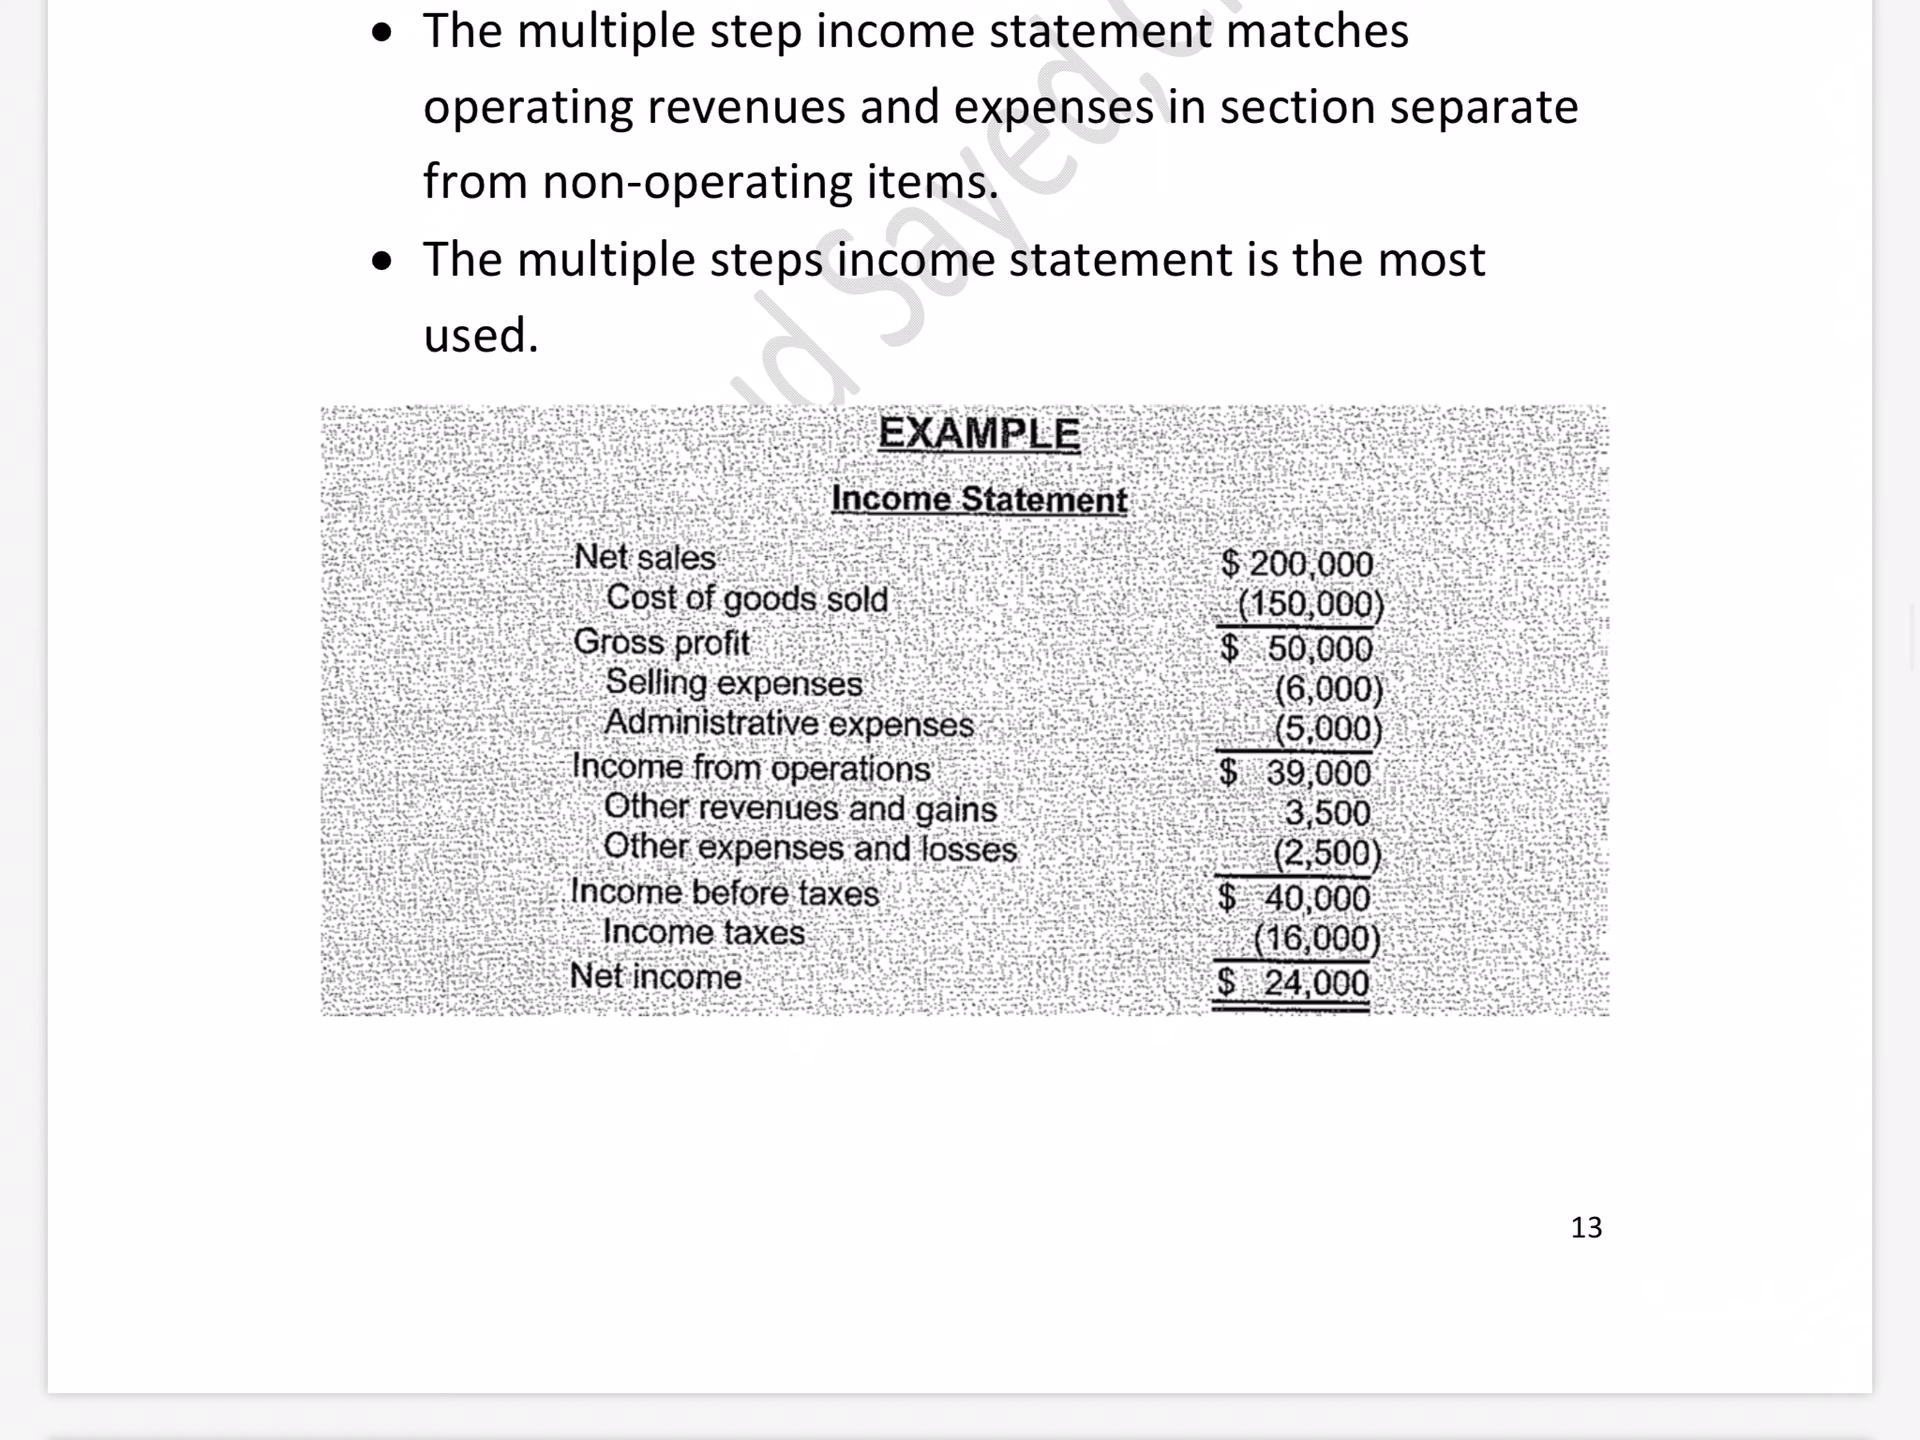 • The multiple step income statement matches
operating revenues and expenses in section separate
from non-operating items.
• The multiple steps income statement is the most
used.
Sayed,
EXAMPLE
Income Statement
Net sales $ 200,000
Cost of goods sold (150,000)
Gross profit $ 50,000
Selling expenses (6,000)
Administrative expenses (5,000)
Income from operations $ 39,000
Other revenues and gains 3,500
Other expenses and losses (2,500)
Income before taxes $ 40,000
Income taxes (16,000)
Net income $ 24,000
13